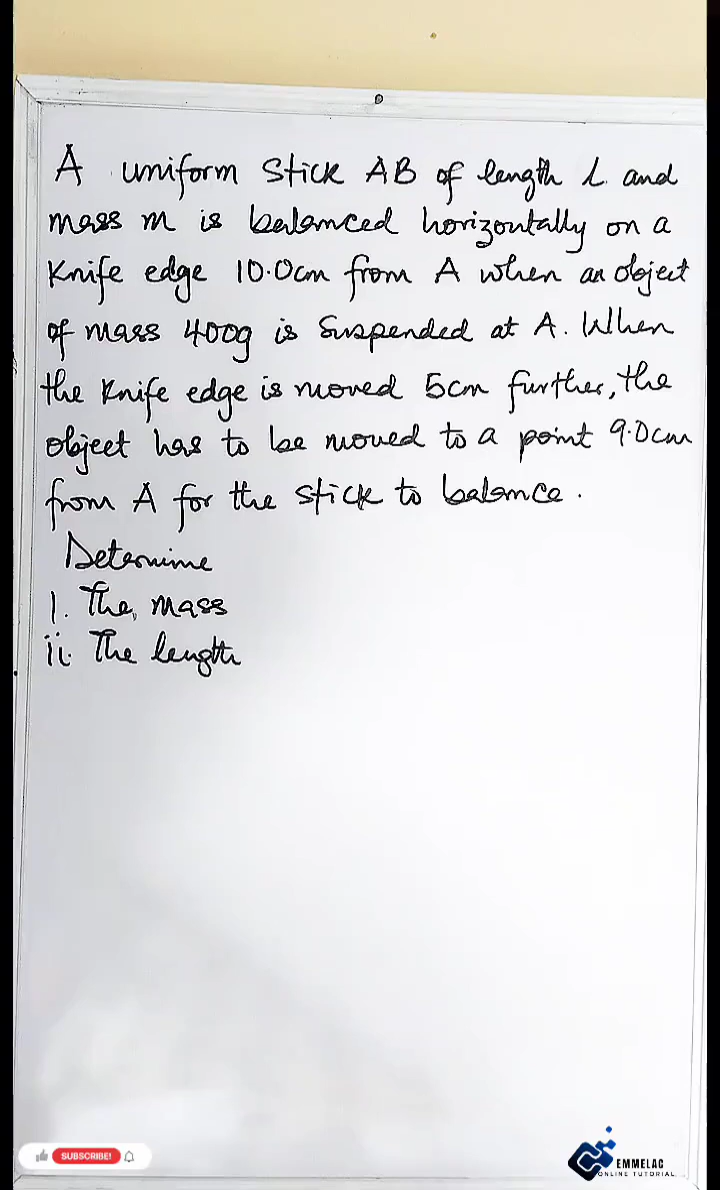 A uniform stick AB of length L and
mass m is balanced horizontally on a
Knife edge 10.0cm from A when an object
of mass 400g is suspended at A. When
the Knife edge is moved 5cm further, the
object has to be moved to a point 9.0cm
from A for the stick to balance.
Determine
i. The mass
ii. The length
SUBSCRIBE!
EMMELAC
ONLINE TUTORIAL